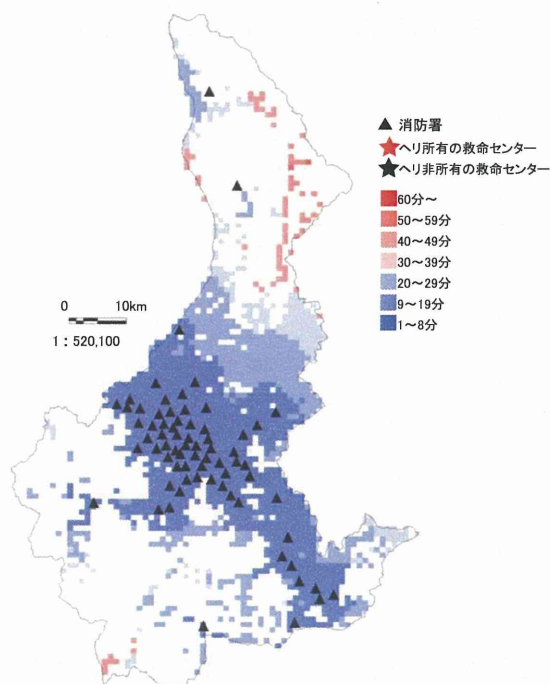 消防署
ヘリ所有の救命センター
ヘリ非所有の救命センター
60分～
50～59分
40～49分
30～39分
20～29分
9～19分
1～8分
0 10km
1：520,100